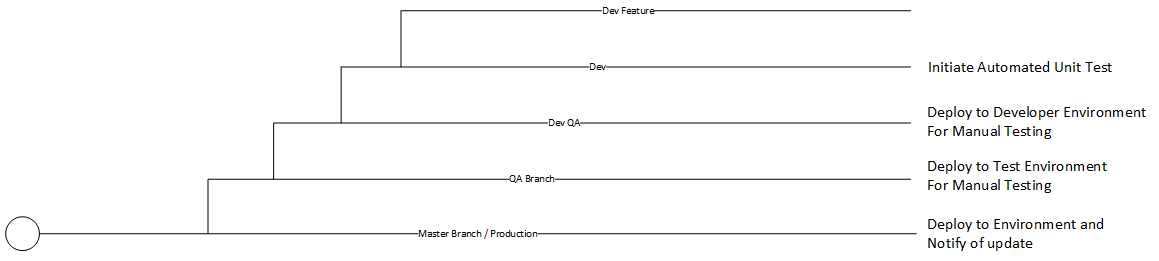 Dev Feature
Dev
Initiate Automated Unit Test
Dev QA
Deploy to Developer Environment
For Manual Testing
QA Branch
Deploy to Test Environment
For Manual Testing
Master Branch / Production
Deploy to Environment and
Notify of update